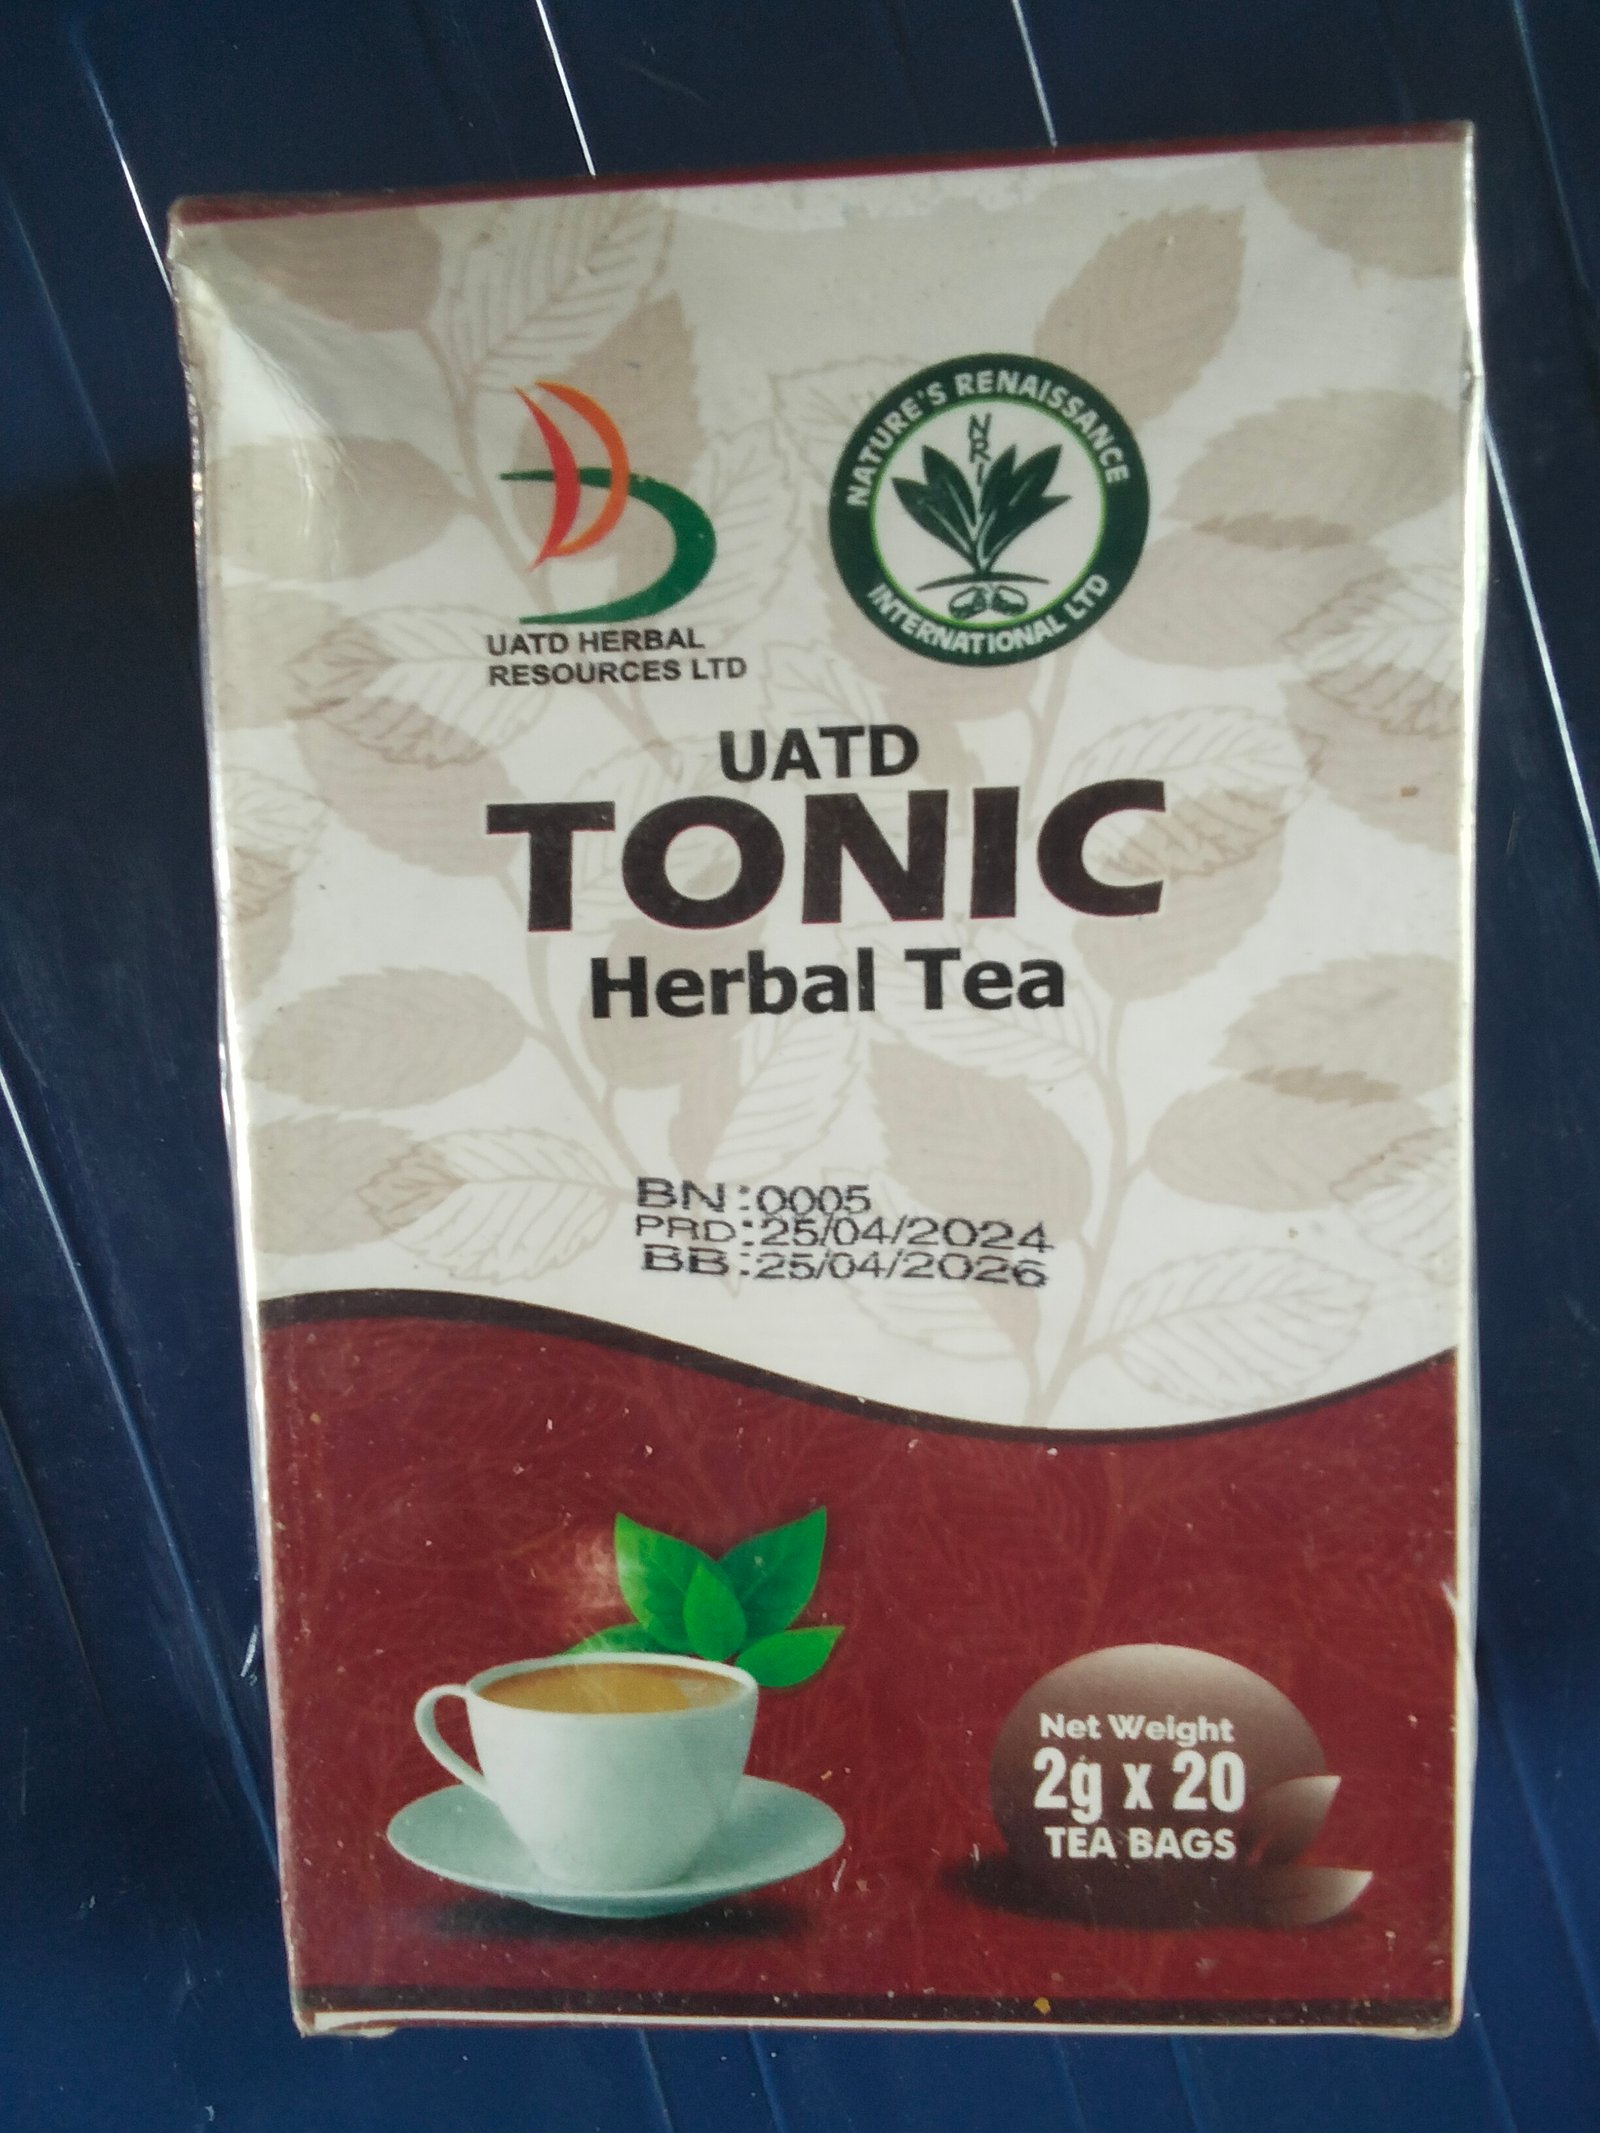 UATD HERBAL
RESOURCES LTD
NATURE'S RENAISSANCE
NRI
INTERNATIONAL LTD
UATD
TONIC
Herbal Tea
BN:0005
PRD:25/04/2024
BB:25/04/2026
Net Weight
2g x 20
TEA BAGS